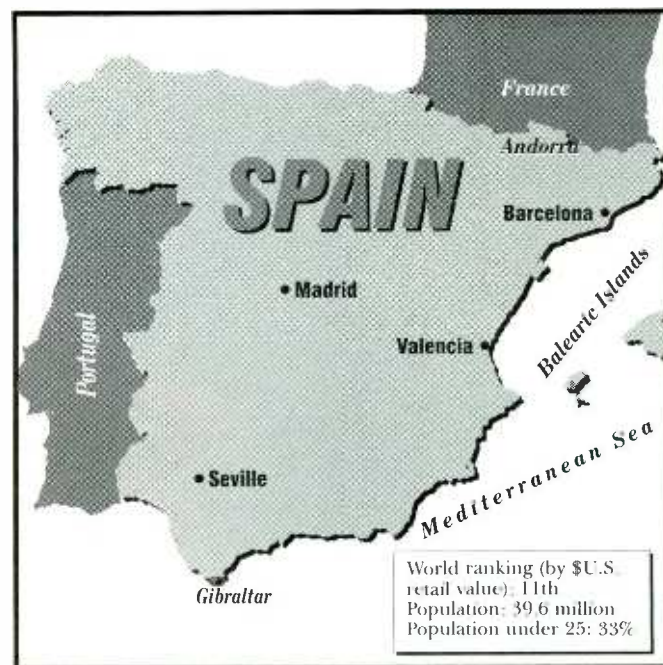 France
Andorra
SPAIN
Barcelona
Madrid
Balearic Islands
Valencia
Portugal
Seville
Mediterranean Sea
Gibraltar
World ranking (by $U.S.
retail value): 11th
Population: 39.6 million
Population under 25: 33%